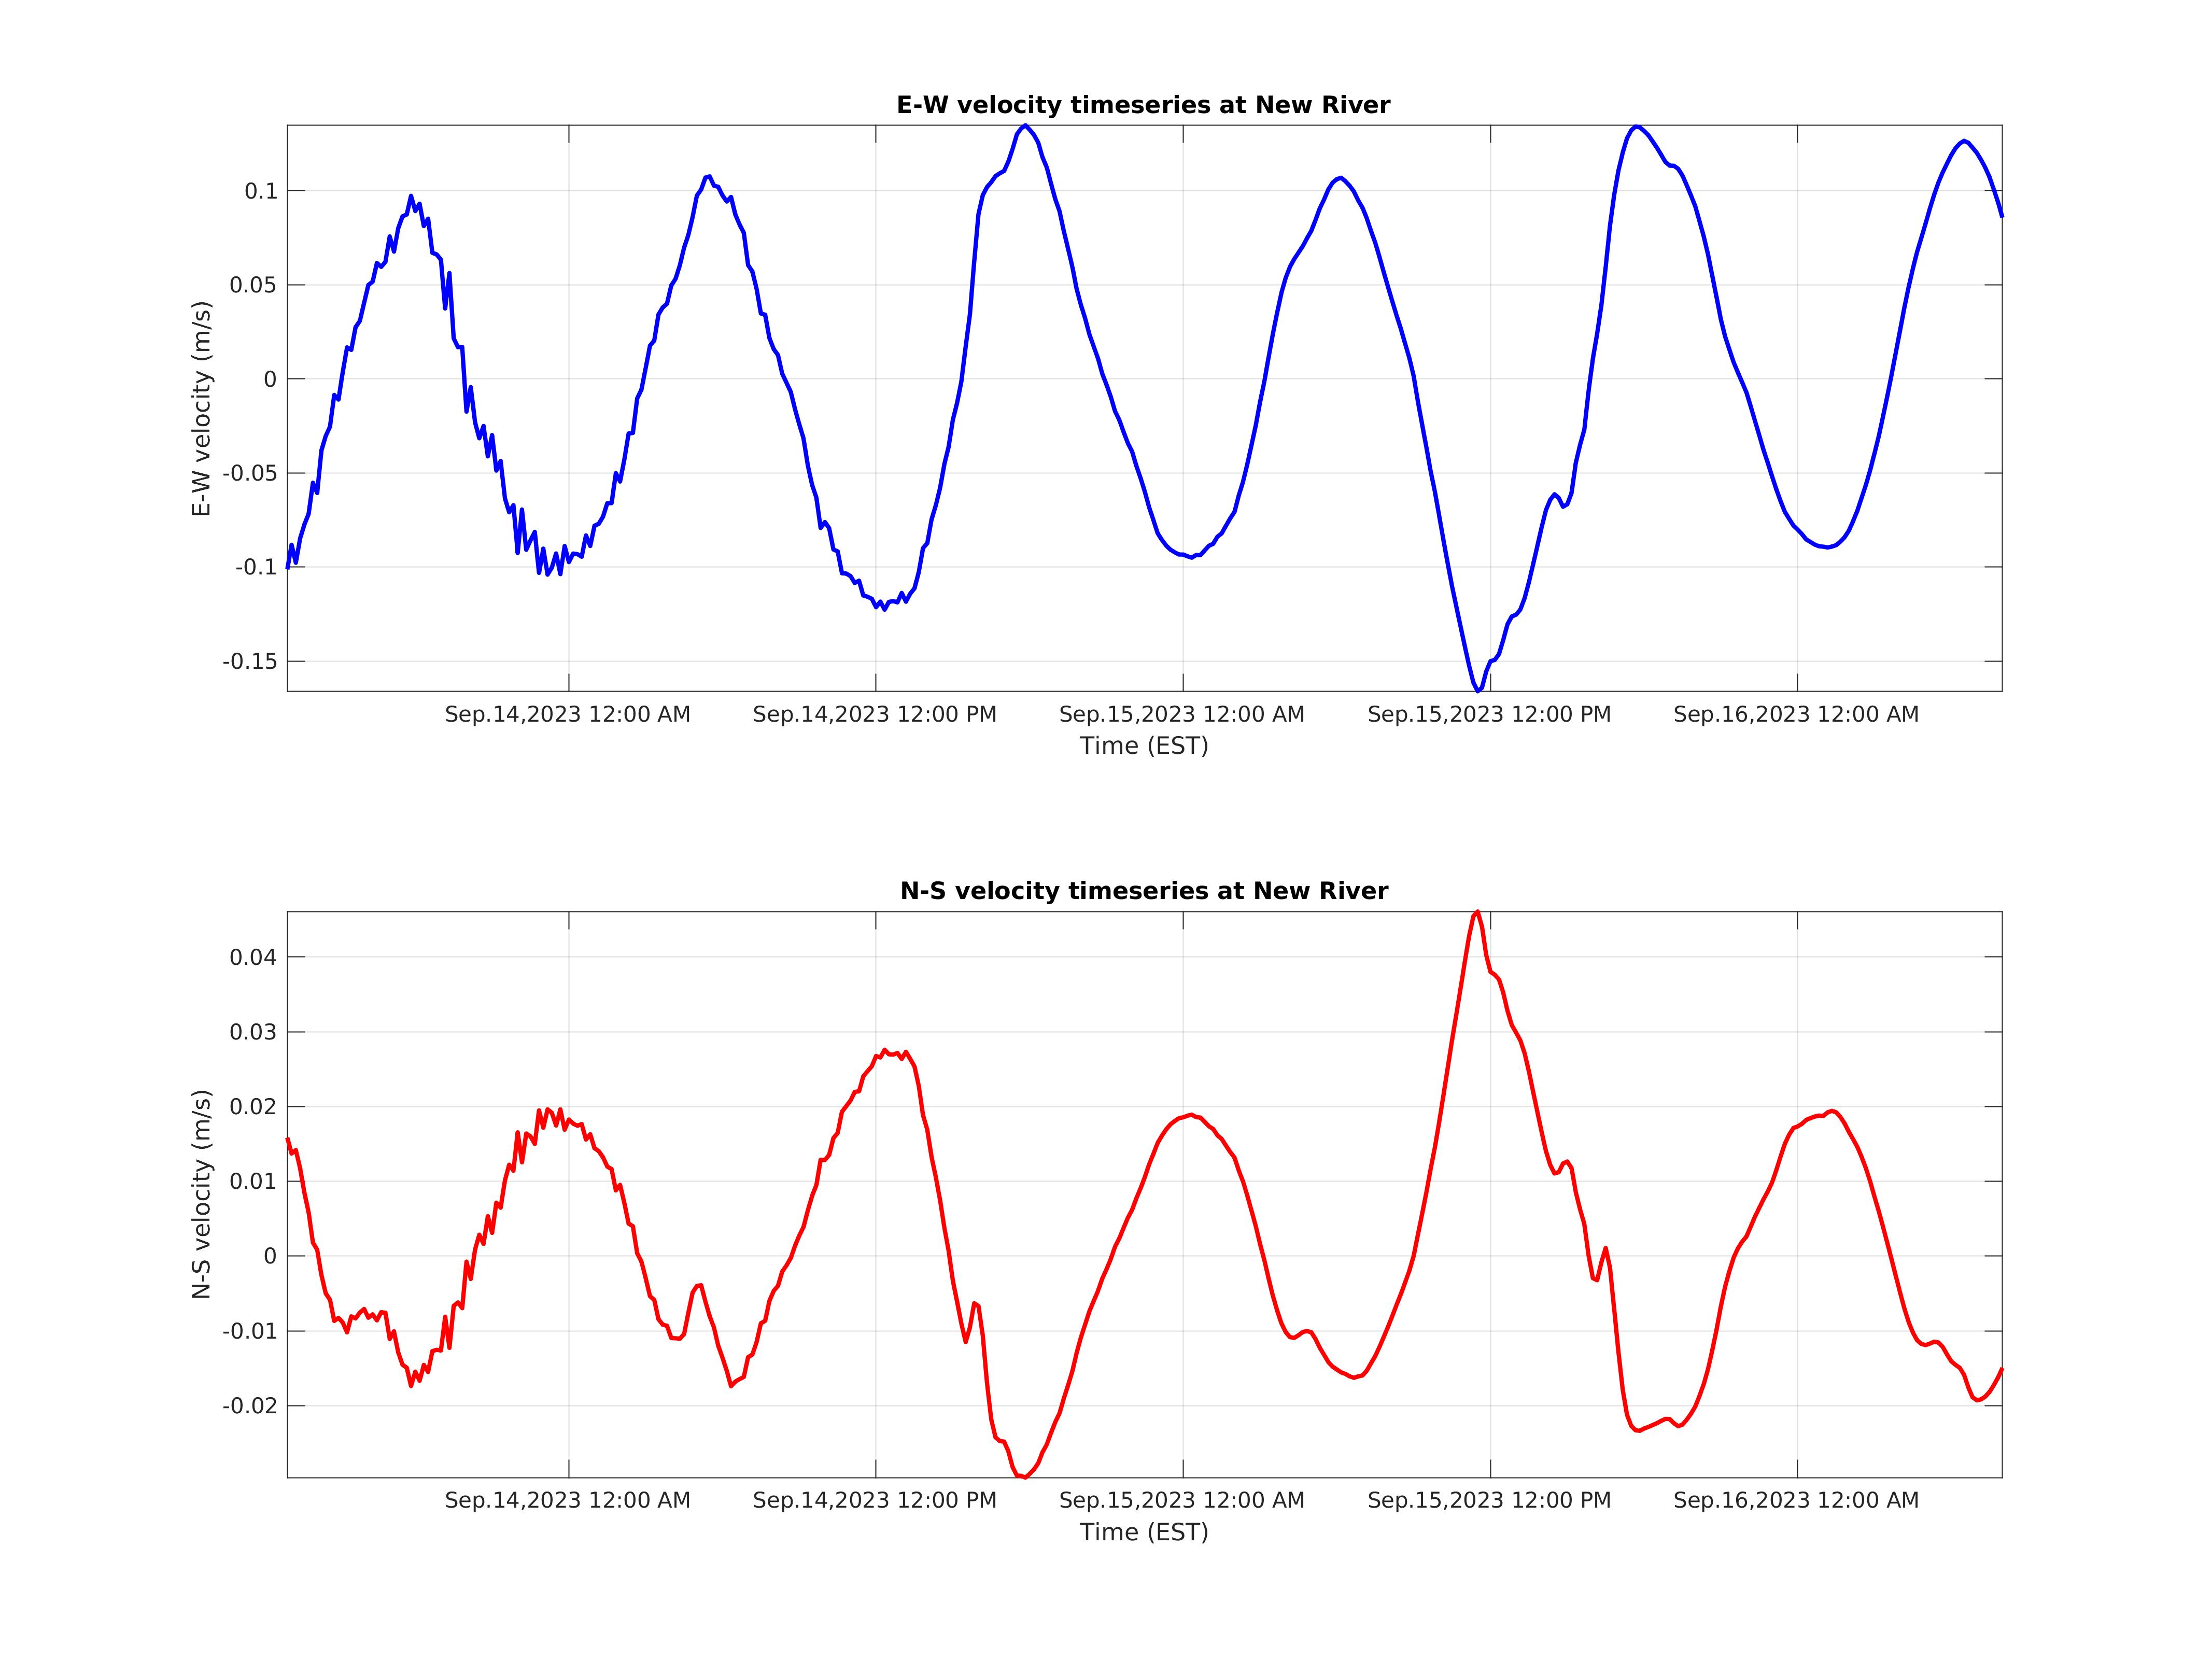 E-W velocity timeseries at New River
E-W velocity (m/s)
0.1
0.05
0
-0.05
-0.1
-0.15
Sep.14,2023 12:00 AM
Sep.14,2023 12:00 PM
Sep.15,2023 12:00 AM
Sep.15,2023 12:00 PM
Sep.16,2023 12:00 AM
Time (EST)
N-S velocity timeseries at New River
N-S velocity (m/s)
0.04
0.03
0.02
0.01
0
-0.01
-0.02
Sep.14,2023 12:00 AM
Sep.14,2023 12:00 PM
Sep.15,2023 12:00 AM
Sep.15,2023 12:00 PM
Sep.16,2023 12:00 AM
Time (EST)